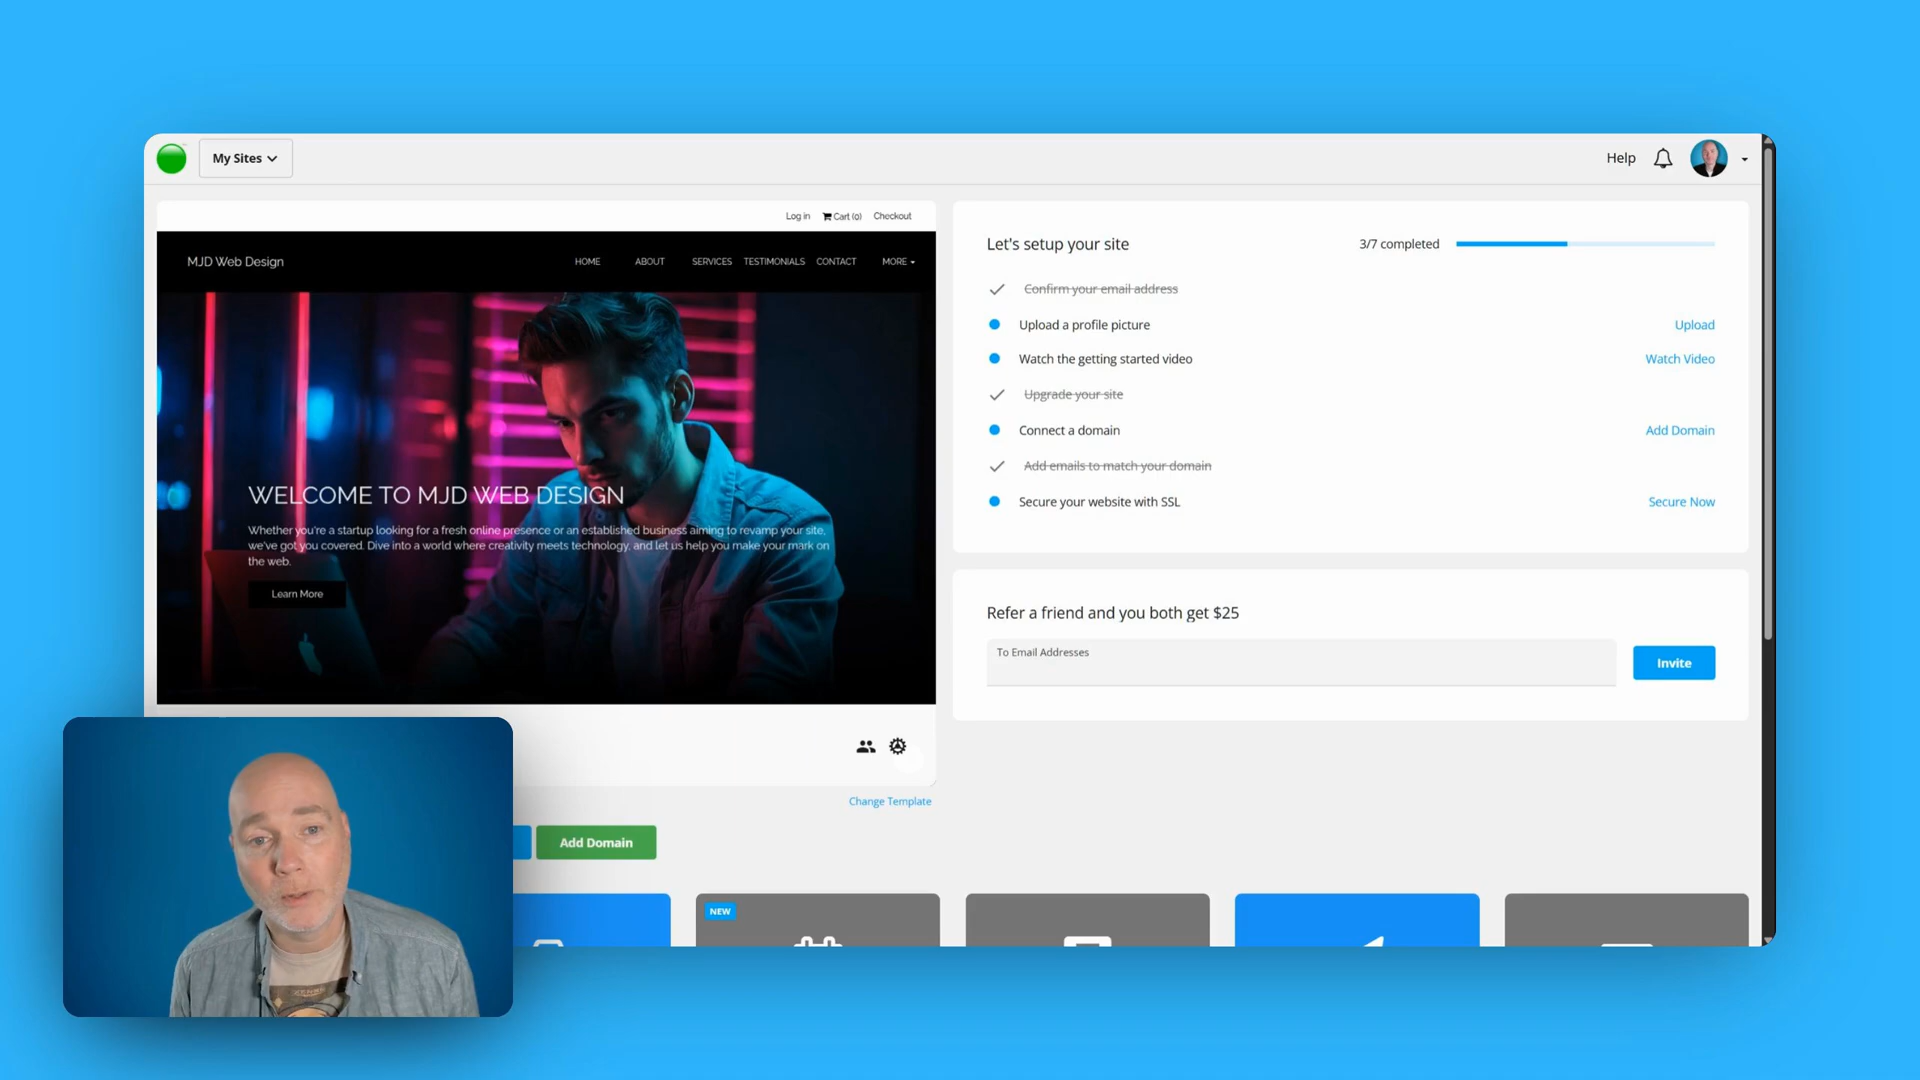 My Sites
Help
Log in Cart (0) Checkout
MJD Web Design
HOME ABOUT SERVICES TESTIMONIALS CONTACT MORE
WELCOME TO MJD WEB DESIGN
Whether you're a startup looking for a fresh online presence or an established business aiming to revamp your site,
we've got you covered. Dive into a world where creativity meets technology, and let us help you make your mark on
the web.
Learn More
Change Template
Add Domain
NEW
Let's setup your site
3/7 completed
Confirm your email address
Upload a profile picture Upload
Watch the getting started video Watch Video
Upgrade your site
Connect a domain Add Domain
Add emails to match your domain
Secure your website with SSL Secure Now
Refer a friend and you both get $25
To Email Addresses
Invite